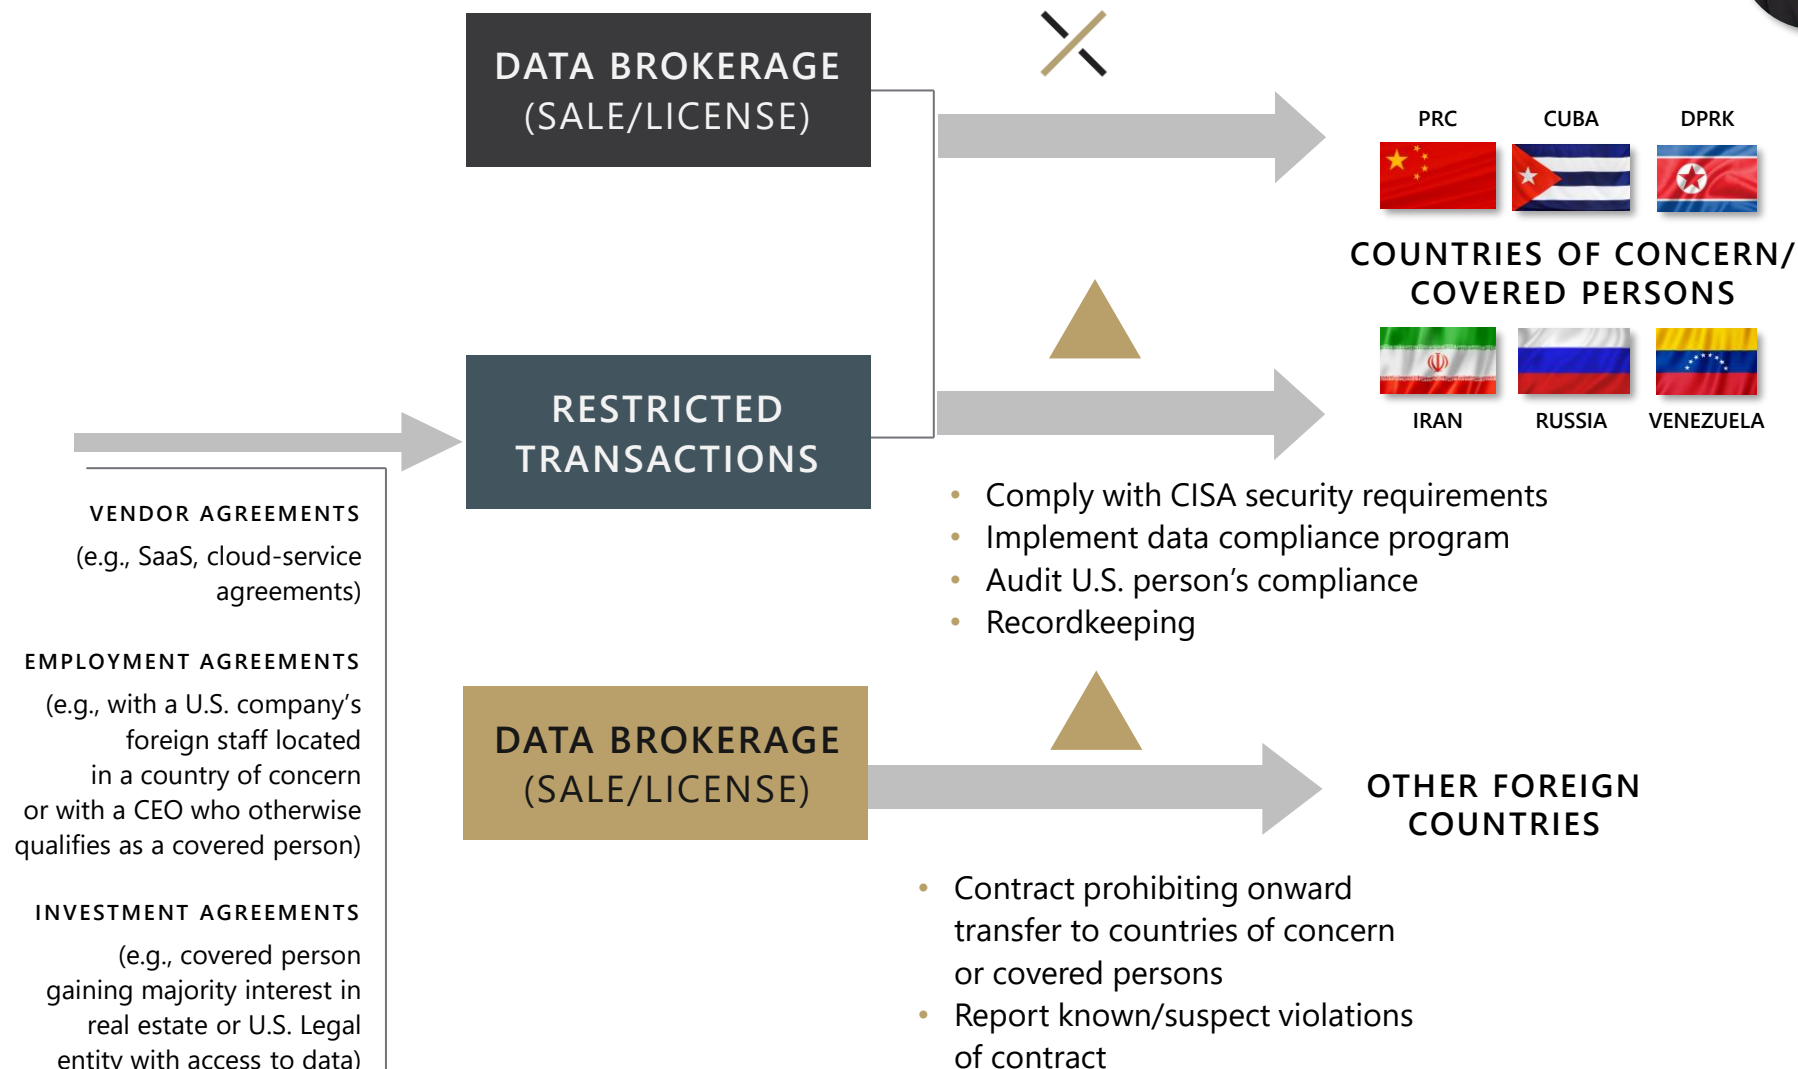 DATA BROKERAGE
(SALE/LICENSE)
PRC
CUBA
DPRK
COUNTRIES OF CONCERN/
COVERED PERSONS
IRAN
RUSSIA
VENEZUELA
RESTRICTED
TRANSACTIONS
VENDOR AGREEMENTS
(e.g., SaaS, cloud-service
agreements)
EMPLOYMENT AGREEMENTS
(e.g., with a U.S. company’s
foreign staff located
in a country of concern
or with a CEO who otherwise
qualifies as a covered person)
INVESTMENT AGREEMENTS
(e.g., covered person
gaining majority interest in
real estate or U.S. Legal
entity with access to data)
• Comply with CISA security requirements
• Implement data compliance program
• Audit U.S. person’s compliance
• Recordkeeping
DATA BROKERAGE
(SALE/LICENSE)
OTHER FOREIGN
COUNTRIES
• Contract prohibiting onward
transfer to countries of concern
or covered persons
• Report known/suspect violations
of contract